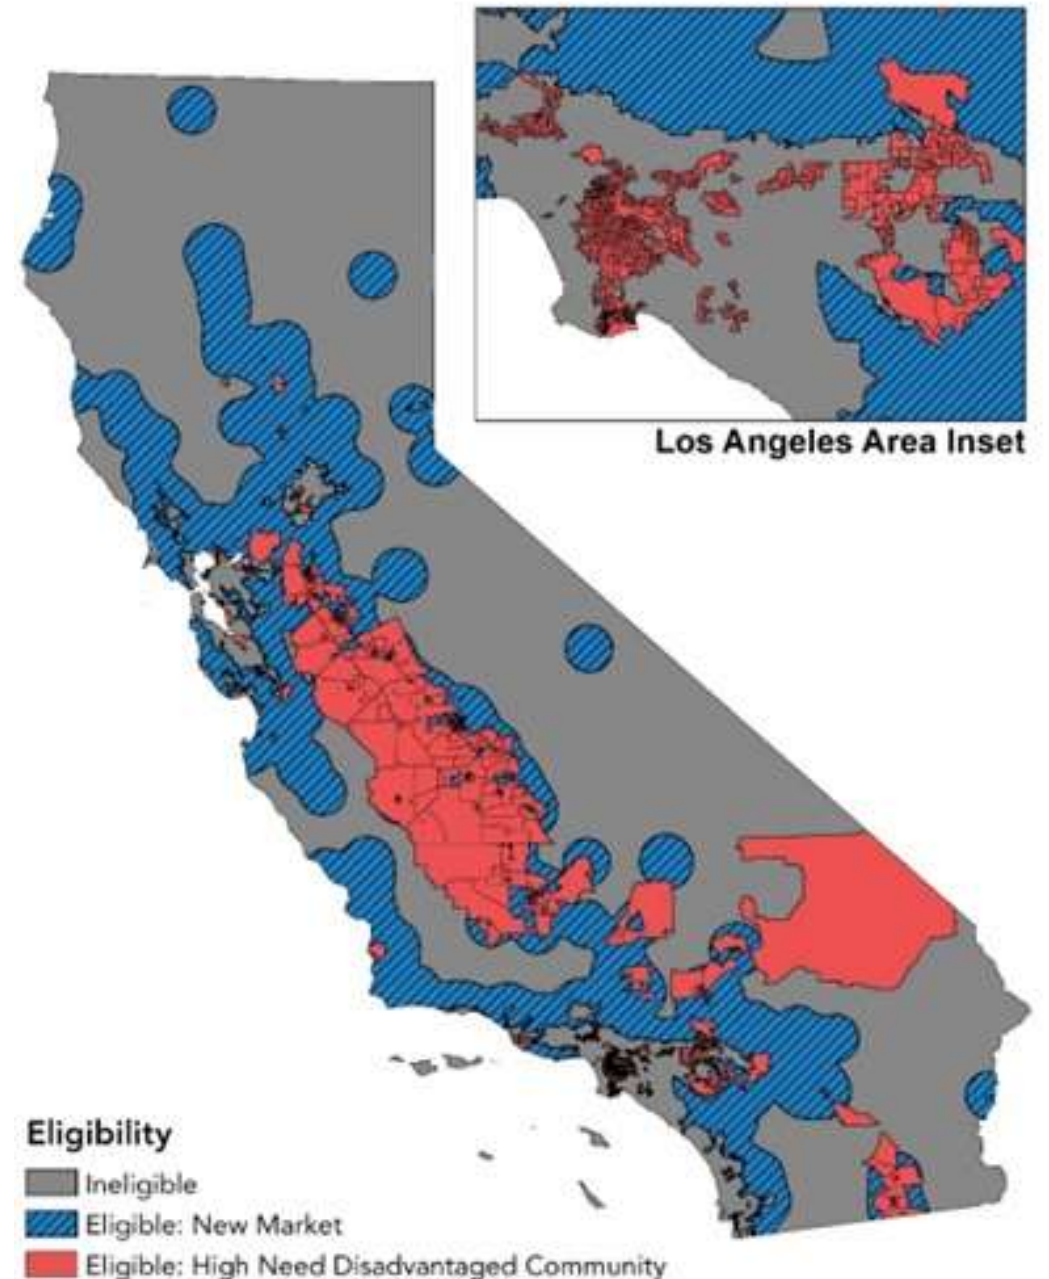 Los Angeles Area Inset
Eligibility
Ineligible
Eligible: New Market
Eligible: High Need Disadvantaged Community